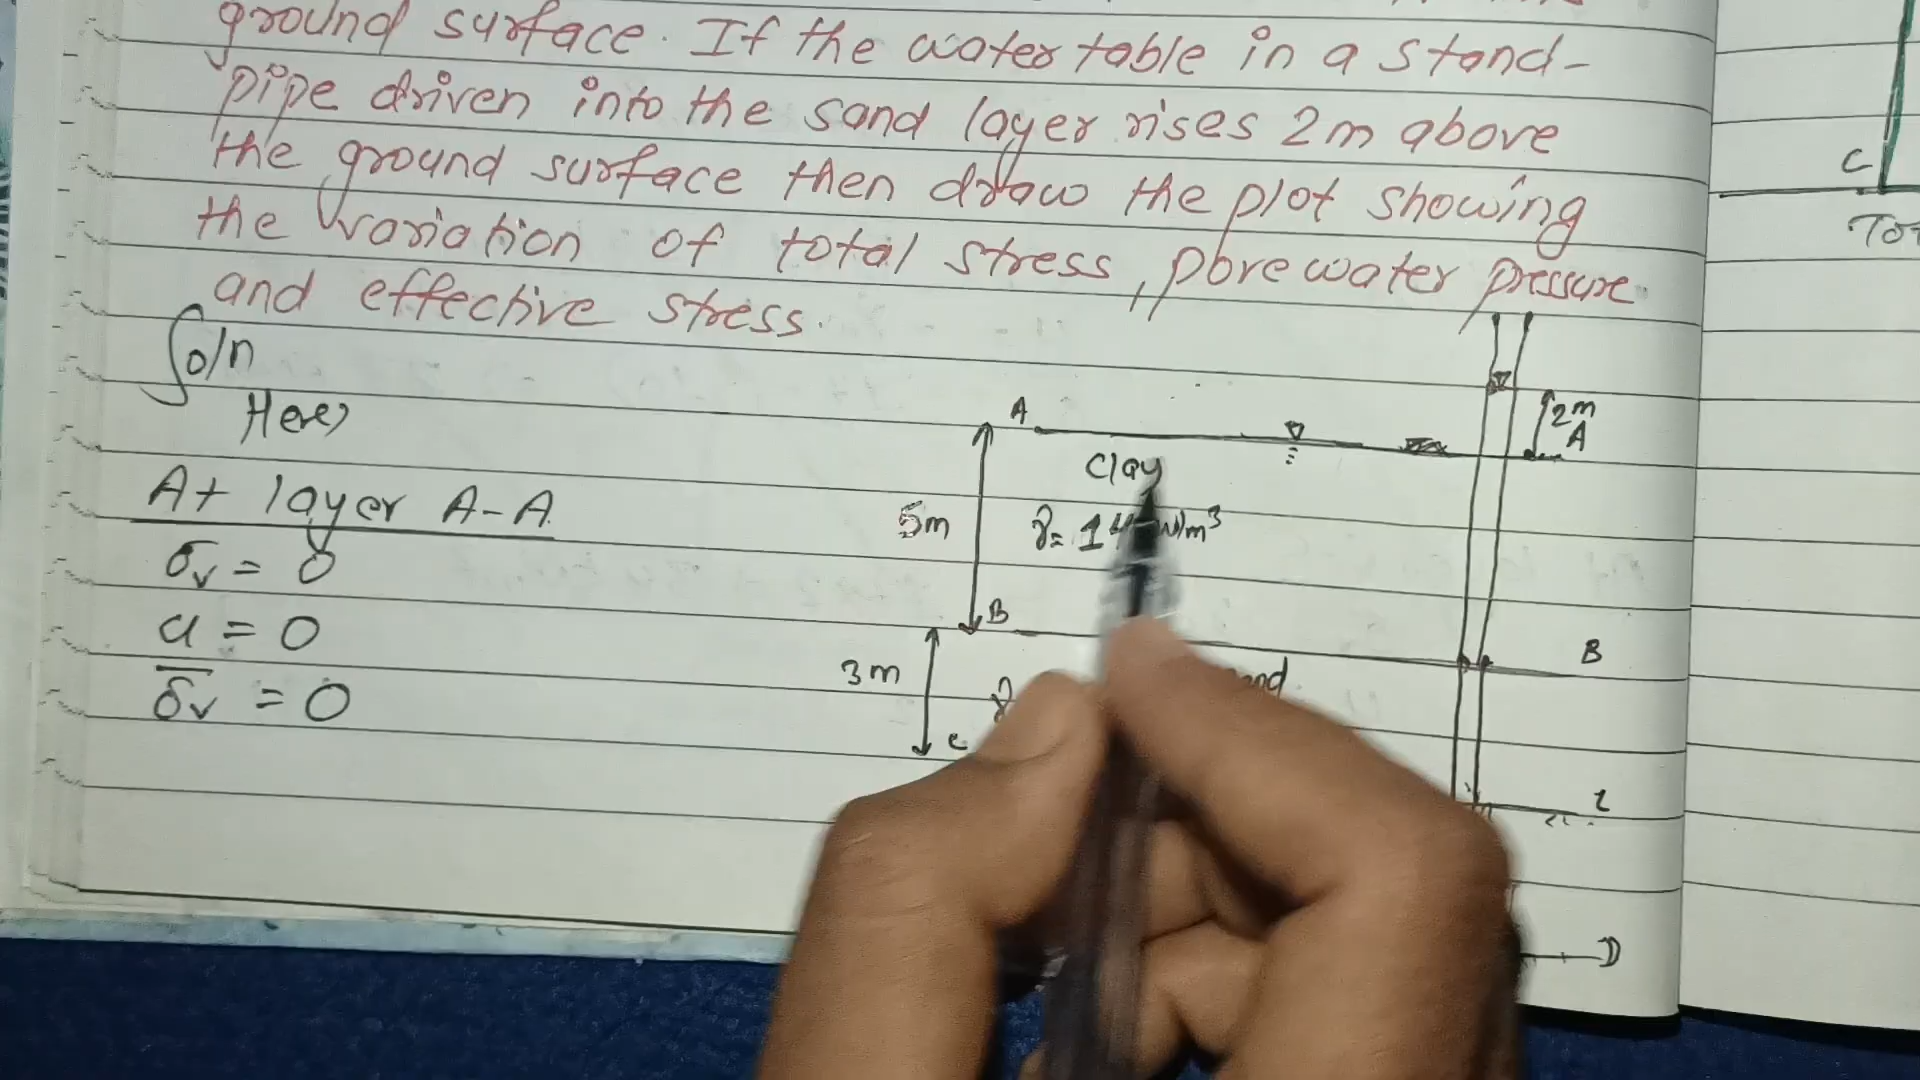 ground surface. If the water table in a stand-
pipe driven into the sand layer rises 2m above
the ground surface then draw the plot showing
the variation of total stress, pore water pressure
and effective stress.
Soln
Here,
At layer A-A
σv = 0
u = 0
σ̅v = 0
A
2m
A
Clay
5m
B
B
3m
C
D
C